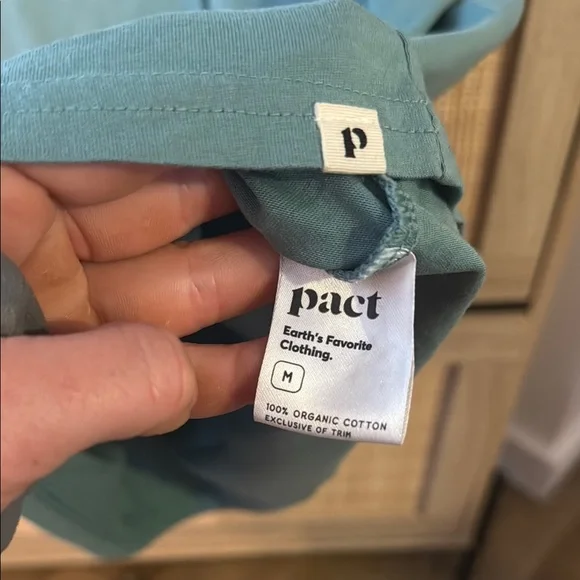 p
pact
Earth's Favorite
Clothing.
M
100% ORGANIC COTTON
EXCLUSIVE OF TRIM